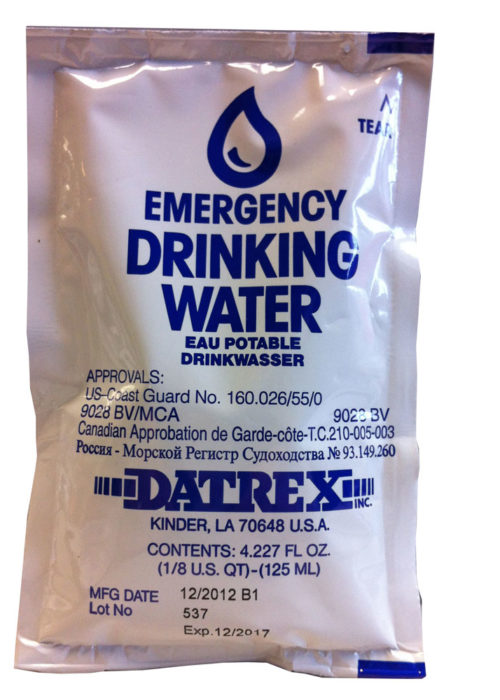 TEAR
EMERGENCY
DRINKING
WATER
EAU POTABLE
DRINKWASSER
APPROVALS:
US-Coast Guard No. 160.026/55/0
9028 BV/MCA 9028 BV
Canadian Approbation de Garde-côte-T.C.210-005-003
Россия - Морской Регистр Судоходства № 93.149.260
DATREX INC.
KINDER, LA 70648 U.S.A.
CONTENTS: 4.227 FL OZ.
(1/8 U.S. QT)-(125 ML)
MFG DATE 12/2012 B1
Lot No 537
Exp.12/2017